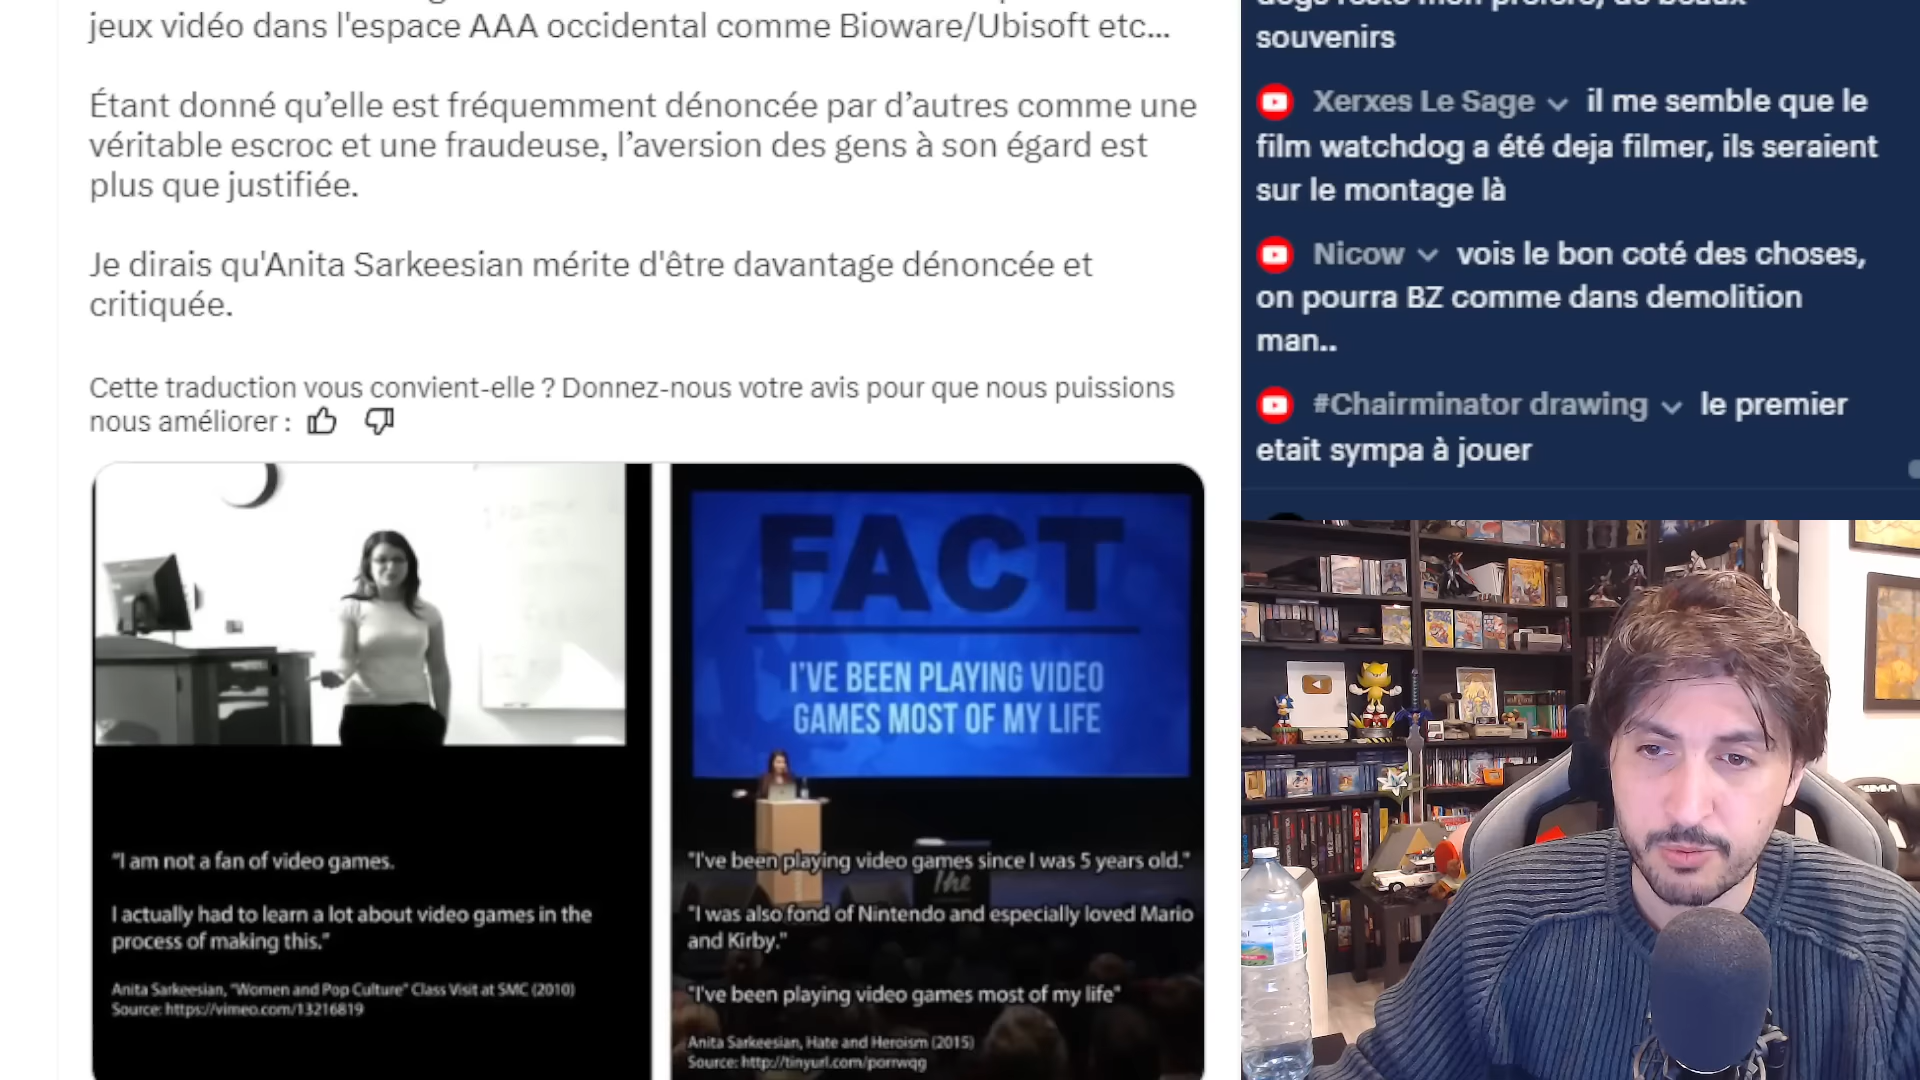 jeux vidéo dans l'espace AAA occidental comme Bioware/Ubisoft etc...
Étant donné qu’elle est fréquemment dénoncée par d’autres comme une
véritable escroc et une fraudeuse, l’aversion des gens à son égard est
plus que justifiée.
Je dirais qu'Anita Sarkeesian mérite d'être davantage dénoncée et
critiquée.
Cette traduction vous convient-elle ? Donnez-nous votre avis pour que nous puissions
nous améliorer :
"I am not a fan of video games.
I actually had to learn a lot about video games in the
process of making this."
Anita Sarkeesian, "Women and Pop Culture" Class Visit at SMC (2010)
Source: https://vimeo.com/13216819
FACT
I'VE BEEN PLAYING VIDEO
GAMES MOST OF MY LIFE
"I've been playing video games since I was 5 years old."
The
"I was also fond of Nintendo and especially loved Mario
and Kirby."
"I've been playing video games most of my life"
Anita Sarkeesian, Hate and Heroism (2015)
Source: http://tinyurl.com/pornwqg
souvenirs
Xerxes Le Sage il me semble que le
film watchdog a été deja filmer, ils seraient
sur le montage là
Nicow vois le bon coté des choses,
on pourra BZ comme dans demolition
man..
#Chairminator drawing le premier
etait sympa à jouer